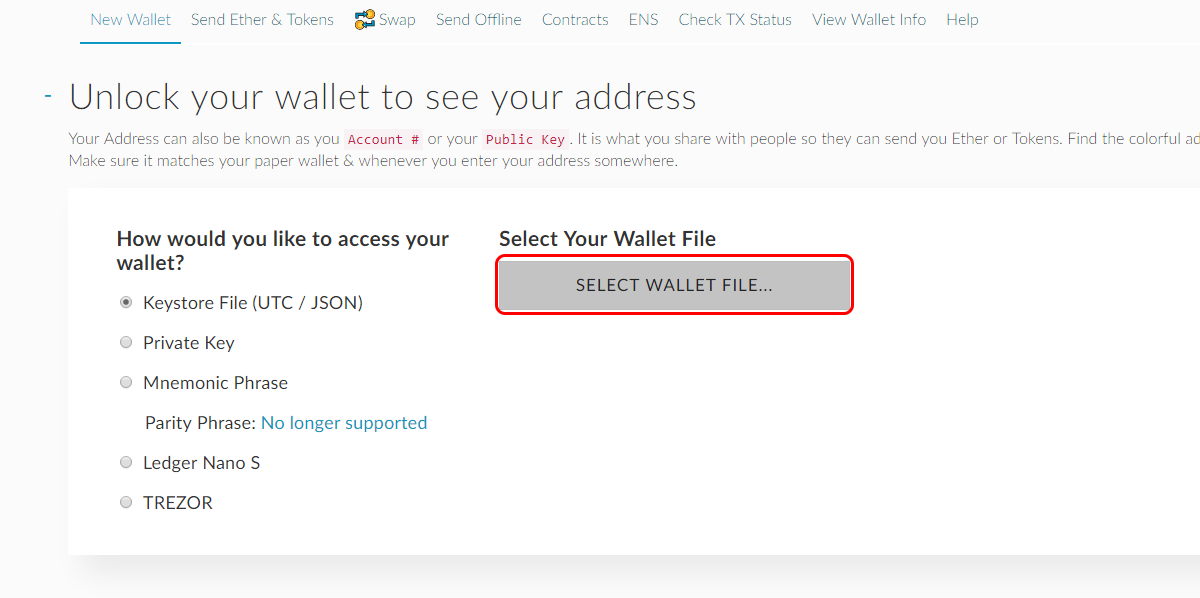 New Wallet Send Ether & Tokens Swap Send Offline Contracts ENS Check TX Status View Wallet Info Help
- Unlock your wallet to see your address
Your Address can also be known as you Account # or your Public Key. It is what you share with people so they can send you Ether or Tokens. Find the colorful
Make sure it matches your paper wallet & whenever you enter your address somewhere.
How would you like to access your
wallet?
Select Your Wallet File
SELECT WALLET FILE...
Keystore File (UTC / JSON)
Private Key
Mnemonic Phrase
Parity Phrase: No longer supported
Ledger Nano S
TREZOR